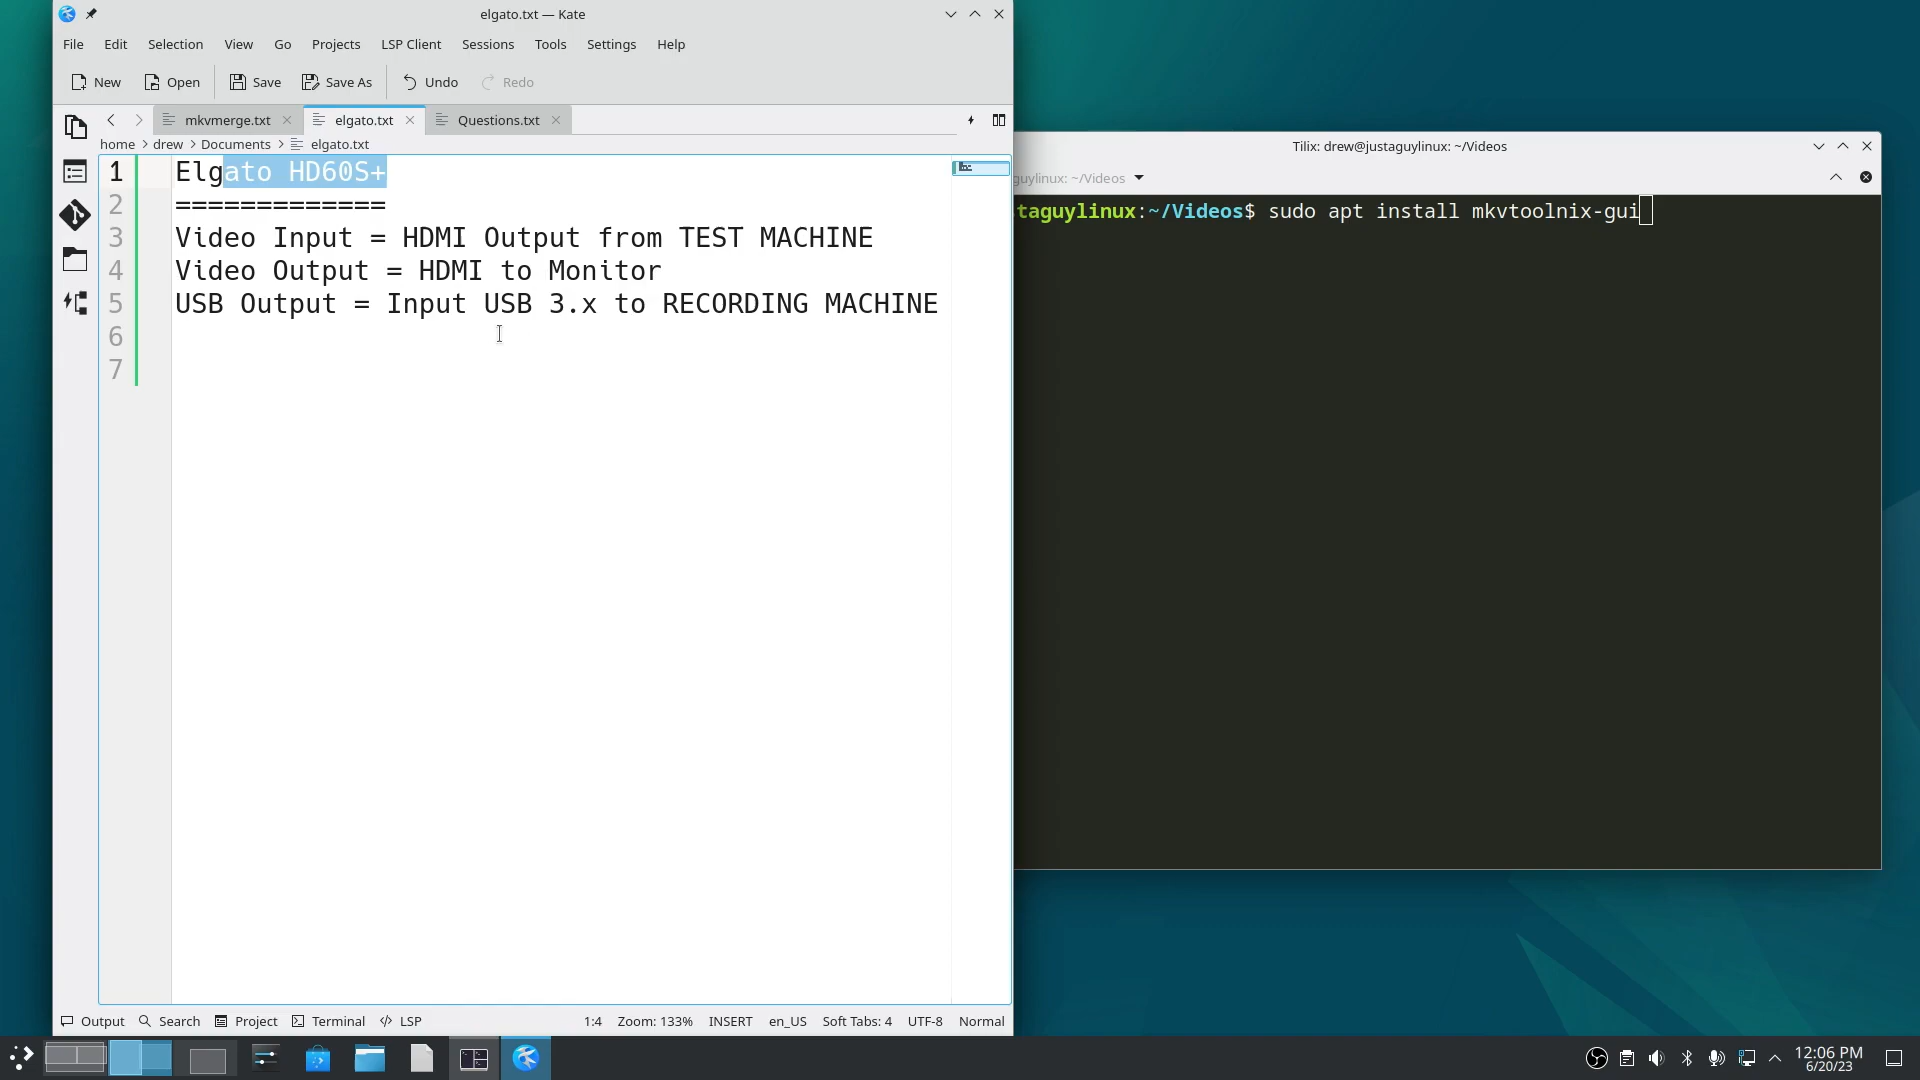 elgato.txt — Kate
File Edit Selection View Go Projects LSP Client Sessions Tools Settings Help
New Open Save Save As Undo Redo
mkvmerge.txt elgato.txt Questions.txt
home > drew > Documents > elgato.txt
1 Elgato HD60S+
2 =============
3 Video Input = HDMI Output from TEST MACHINE
4 Video Output = HDMI to Monitor
5 USB Output = Input USB 3.x to RECORDING MACHINE
6
7
Output Search Project Terminal LSP 1:4 Zoom: 133% INSERT en_US Soft Tabs: 4 UTF-8 Normal
Tilix: drew@justaguylinux: ~/Videos
guylinux: ~/Videos
taguylinux:~/Videos$ sudo apt install mkvtoolnix-gui
12:06 PM
6/20/23